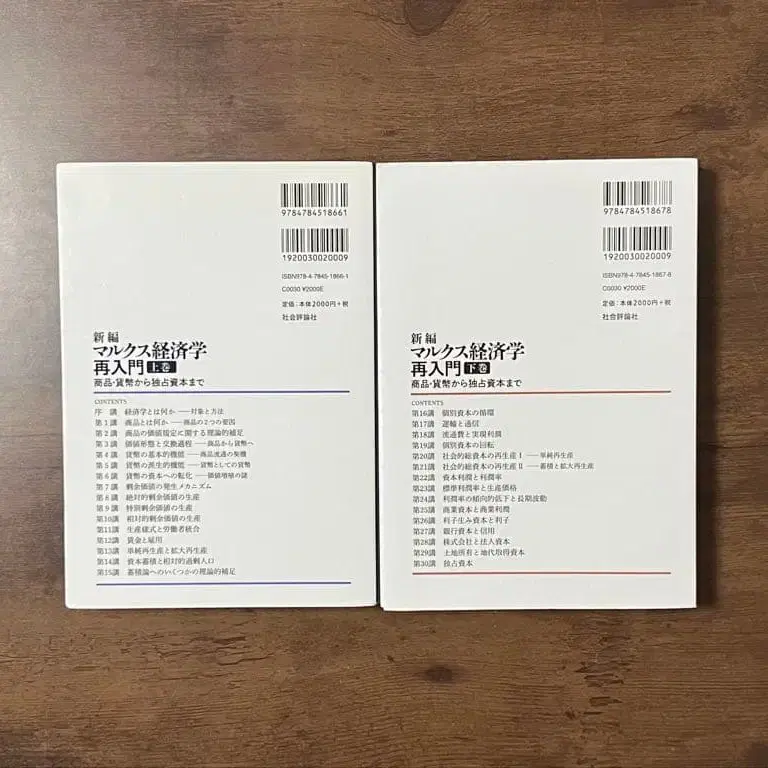 9784784518661
1920030020009
ISBN978-4-7845-1866-1
C0030 ¥2000E
定価:本体2000円+税
社会評論社
新編
マルクス経済学
再入門 上巻
商品・貨幣から独占資本まで
CONTENTS
序 講 経済学とは何か──対象と方法
第1講 商品とは何か──商品の2つの要因
第2講 商品の価値規定に関する理論的補足
第3講 価値形態と交換過程──商品から貨幣へ
第4講 貨幣の基本的機能──商品流通の契機
第5講 貨幣の派生的機能──貨幣としての貨幣
第6講 貨幣の資本への転化──価値増殖の謎
第7講 剰余価値の発生メカニズム
第8講 絶対的剰余価値の生産
第9講 特別剰余価値の生産
第10講 相対的剰余価値の生産
第11講 生産様式と労働者統合
第12講 賃金と雇用
第13講 単純再生産と拡大再生産
第14講 資本蓄積と相対的過剰人口
第15講 蓄積論へのいくつかの理論的補足
9784784518678
1920030020009
ISBN978-4-7845-1867-8
C0030 ¥2000E
定価:本体2000円+税
社会評論社
新編
マルクス経済学
再入門 下巻
商品・貨幣から独占資本まで
CONTENTS
第16講 個別資本の循環
第17講 運輸と通信
第18講 流通費と実現利潤
第19講 個別資本の回転
第20講 社会的総資本の再生産Ⅰ──単純再生産
第21講 社会的総資本の再生産Ⅱ──蓄積と拡大再生産
第22講 資本利潤と利潤率
第23講 標準利潤率と生産価格
第24講 利潤率の傾向的低下と長期波動
第25講 商業資本と商業利潤
第26講 利子生み資本と利子
第27講 銀行資本と信用
第28講 株式会社と法人資本
第29講 土地所有と地代取得資本
第30講 独占資本